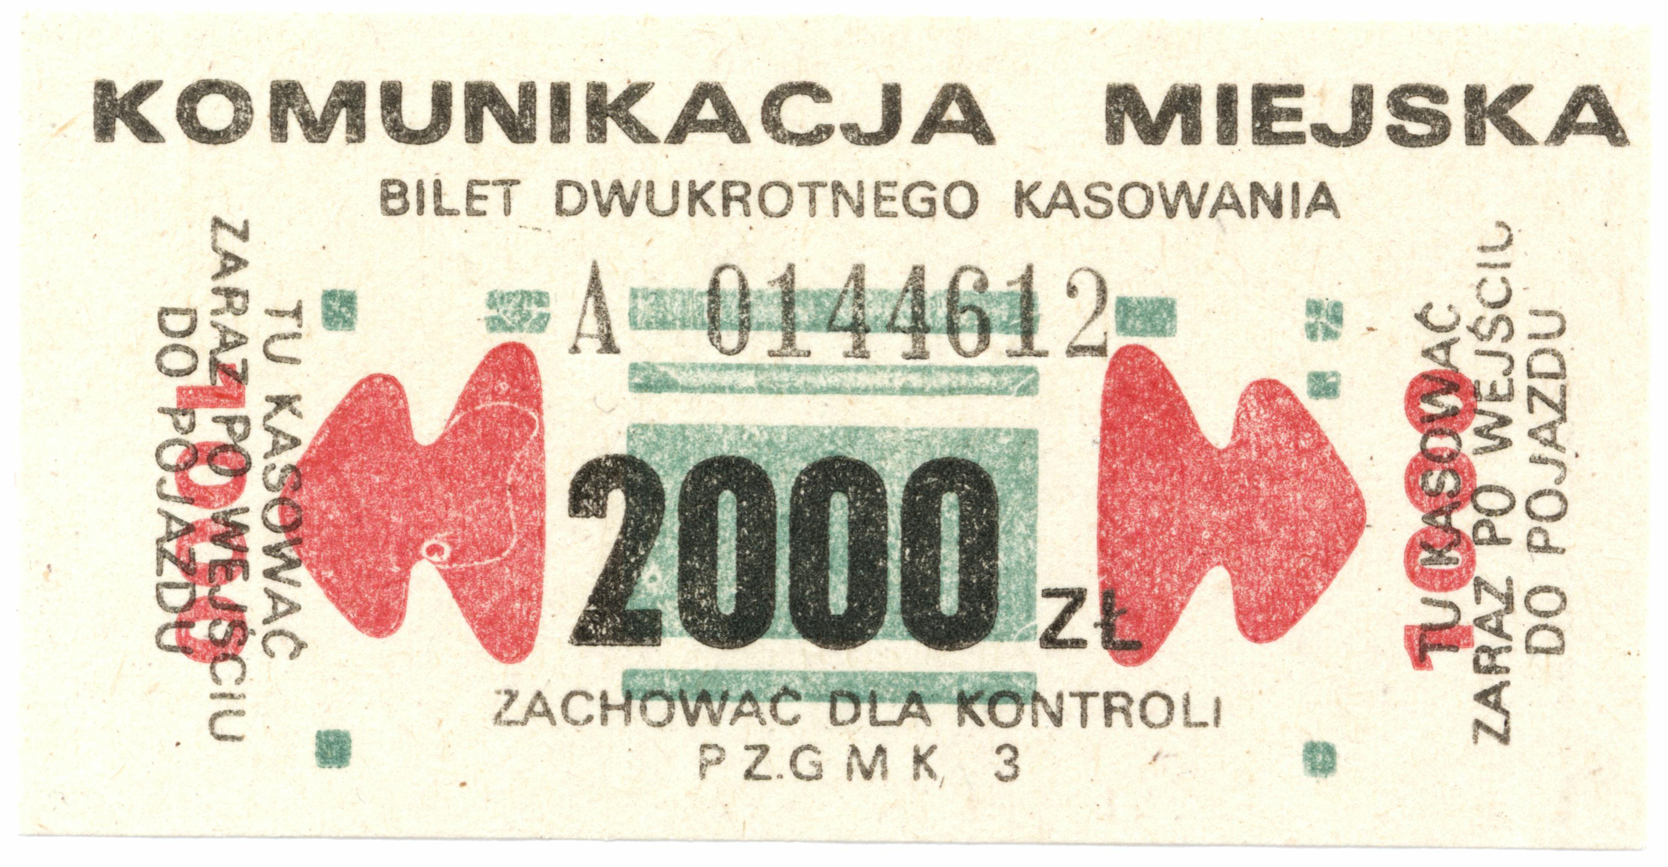 KOMUNIKACJA MIEJSKA
BILET DWUKROTNEGO KASOWANIA
A 0144612
TU KASOWAĆ
ZARAZ PO WEJŚCIU
DO POJAZDU
1000
2000 ZŁ
1000
TU KASOWAĆ
ZARAZ PO WEJŚCIU
DO POJAZDU
ZACHOWAĆ DLA KONTROLI
P Z.G M K, 3